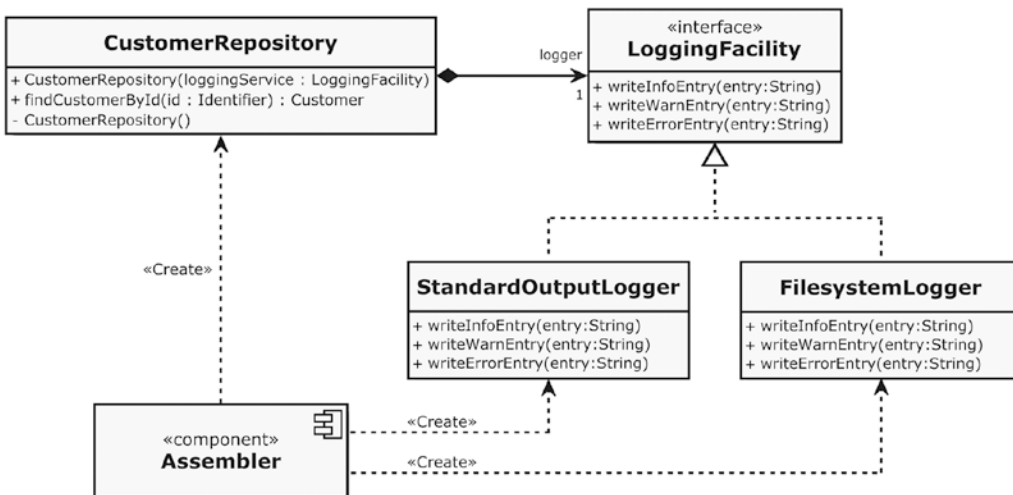 CustomerRepository
+ CustomerRepository(loggingService : LoggingFacility)
+ findCustomerById(id : Identifier) : Customer
- CustomerRepository()
logger
1
«interface»
LoggingFacility
+ writeInfoEntry(entry:String)
+ writeWarnEntry(entry:String)
+ writeErrorEntry(entry:String)
«Create»
StandardOutputLogger
+ writeInfoEntry(entry:String)
+ writeWarnEntry(entry:String)
+ writeErrorEntry(entry:String)
FilesystemLogger
+ writeInfoEntry(entry:String)
+ writeWarnEntry(entry:String)
+ writeErrorEntry(entry:String)
«component»
Assembler
«Create»
«Create»